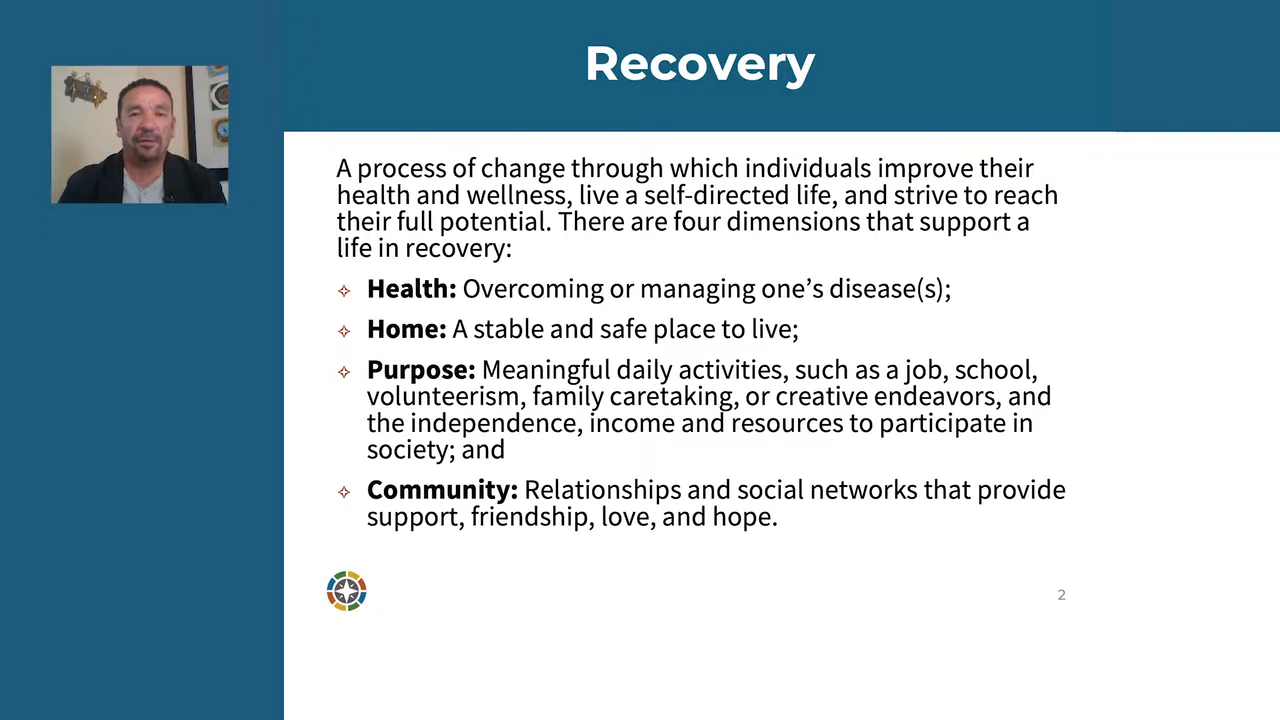 Recovery
A process of change through which individuals improve their
health and wellness, live a self-directed life, and strive to reach
their full potential. There are four dimensions that support a
life in recovery:
Health: Overcoming or managing one’s disease(s);
Home: A stable and safe place to live;
Purpose: Meaningful daily activities, such as a job, school,
volunteerism, family caretaking, or creative endeavors, and
the independence, income and resources to participate in
society; and
Community: Relationships and social networks that provide
support, friendship, love, and hope.
2